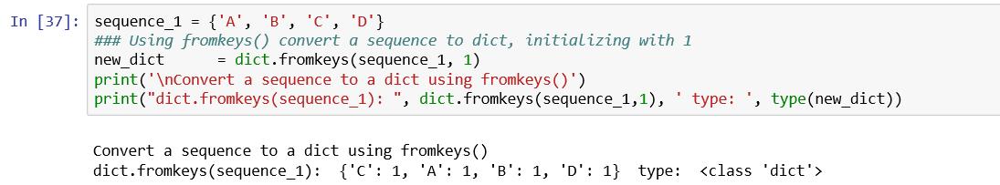 In [37]: sequence_1 = {'A', 'B', 'C', 'D'}
### Using fromkeys() convert a sequence to dict, initializing with 1
new_dict      = dict.fromkeys(sequence_1, 1)
print('\nConvert a sequence to a dict using fromkeys()')
print("dict.fromkeys(sequence_1): ", dict.fromkeys(sequence_1,1), ' type: ', type(new_dict))
Convert a sequence to a dict using fromkeys()
dict.fromkeys(sequence_1):  {'C': 1, 'A': 1, 'B': 1, 'D': 1}  type:  <class 'dict'>